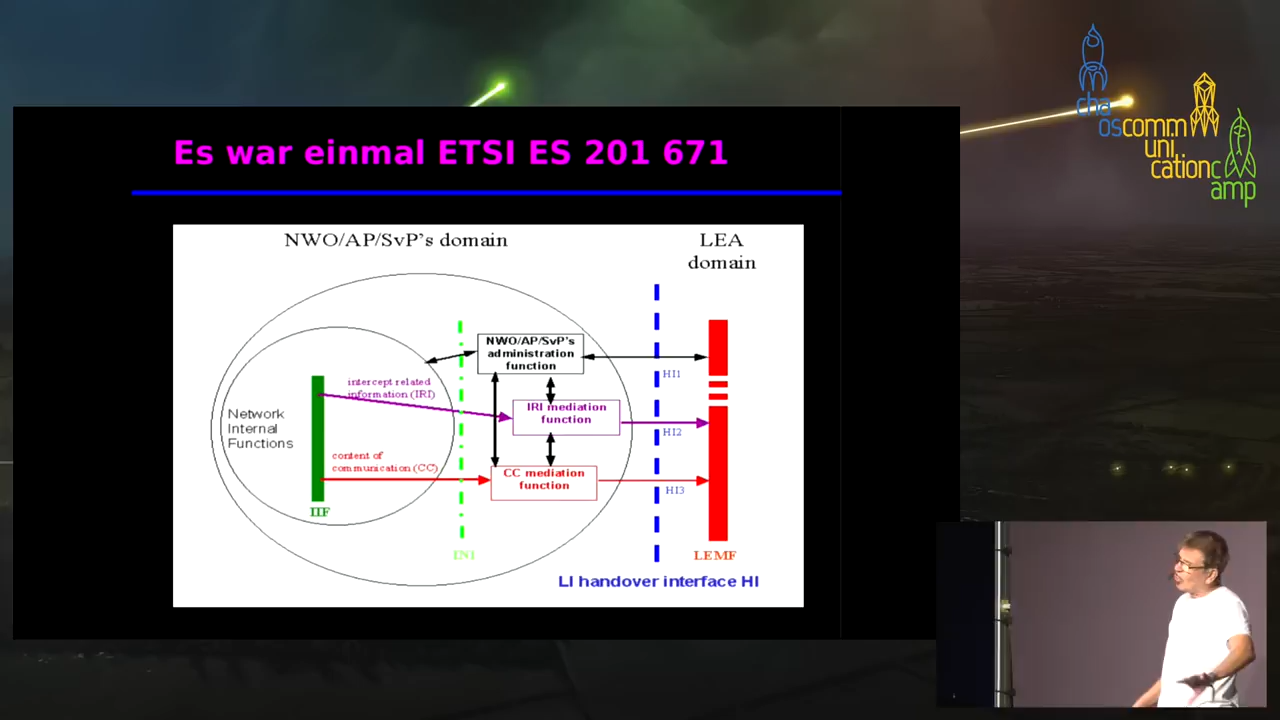 chaoscommunicationcamp
Es war einmal ETSI ES 201 671
NWO/AP/SvP's domain
LEA
domain
NWO/AP/SvP's
administration
function
HI1
intercept related
information (IRI)
IRI mediation
function
HI2
Network
Internal
Functions
content of
communication (CC)
CC mediation
function
HI3
IIF
INI
LEMF
LI handover interface HI